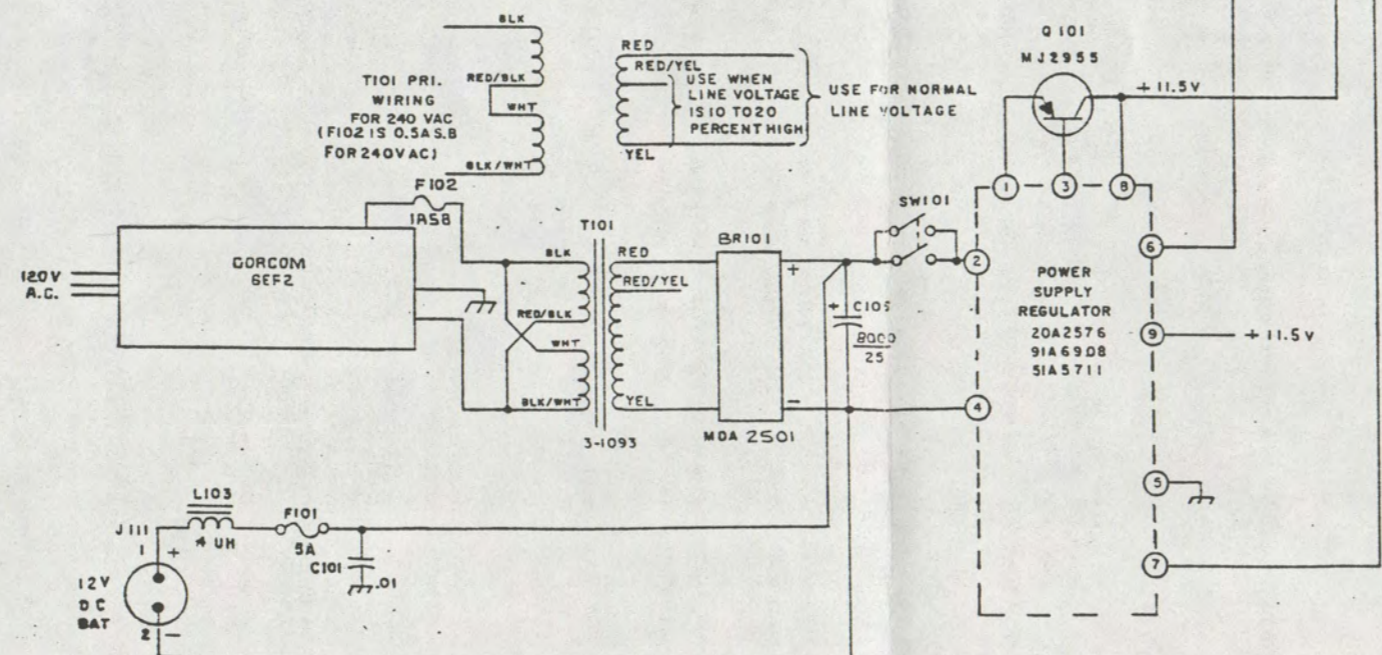 BLK
T101 PRI.
WIRING
FOR 240 VAC
(F102 IS 0.5A S.B
FOR 240VAC)
RED/BLK
WHT
BLK/WHT
RED
RED/YEL
USE WHEN
LINE VOLTAGE
IS 10 TO 20
PERCENT HIGH
YEL
USE FOR NORMAL
LINE VOLTAGE
Q101
MJ2955
+ 11.5V
1
3
8
F102
1ASB
120V
A.C.
CORCOM
6EF2
T101
BLK
RED/BLK
WHT
BLK/WHT
RED
RED/YEL
YEL
3-1093
BR101
+
-
MDA 2501
SW101
+ C105
8000
25
2
4
POWER
SUPPLY
REGULATOR
20A2576
91A6908
51A5711
6
9
+ 11.5V
5
7
L103
4 UH
F101
5A
C101
.01
J111
1 +
12V
DC
BAT
2 -